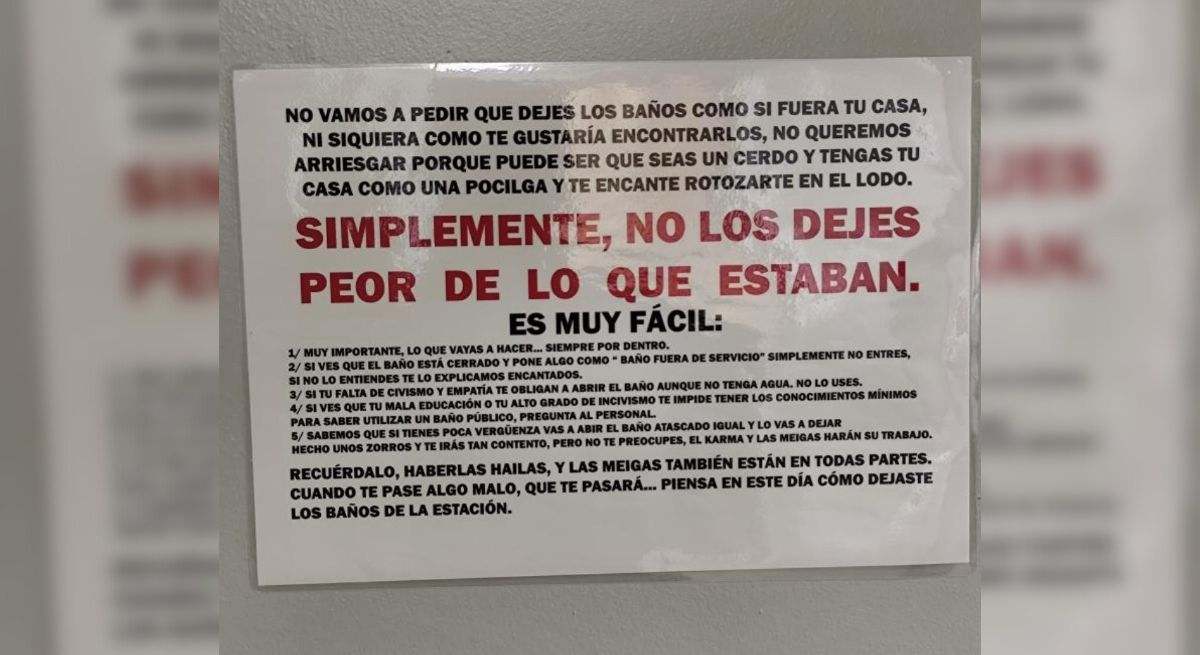 NO VAMOS A PEDIR QUE DEJES LOS BAÑOS COMO SI FUERA TU CASA,
NI SIQUIERA COMO TE GUSTARÍA ENCONTRARLOS, NO QUEREMOS
ARRIESGAR PORQUE PUEDE SER QUE SEAS UN CERDO Y TENGAS TU
CASA COMO UNA POCILGA Y TE ENCANTE ROTOZARTE EN EL LODO.
SIMPLEMENTE, NO LOS DEJES
PEOR DE LO QUE ESTABAN.
ES MUY FÁCIL:
1/ MUY IMPORTANTE, LO QUE VAYAS A HACER... SIEMPRE POR DENTRO.
2/ SI VES QUE EL BAÑO ESTÁ CERRADO Y PONE ALGO COMO “ BAÑO FUERA DE SERVICIO” SIMPLEMENTE NO ENTRES,
SI NO LO ENTIENDES TE LO EXPLICAMOS ENCANTADOS.
3/ SI TU FALTA DE CIVISMO Y EMPATÍA TE OBLIGAN A ABRIR EL BAÑO AUNQUE NO TENGA AGUA. NO LO USES.
4/ SI VES QUE TU MALA EDUCACIÓN O TU ALTO GRADO DE INCIVISMO TE IMPIDE TENER LOS CONOCIMIENTOS MÍNIMOS
PARA SABER UTILIZAR UN BAÑO PÚBLICO, PREGUNTA AL PERSONAL.
5/ SABEMOS QUE SI TIENES POCA VERGÜENZA VAS A ABIR EL BAÑO ATASCADO IGUAL Y LO VAS A DEJAR
HECHO UNOS ZORROS Y TE IRÁS TAN CONTENTO, PERO NO TE PREOCUPES, EL KARMA Y LAS MEIGAS HARÁN SU TRABAJO.
RECUÉRDALO, HABERLAS HAILAS, Y LAS MEIGAS TAMBIÉN ESTÁN EN TODAS PARTES.
CUANDO TE PASE ALGO MALO, QUE TE PASARÁ... PIENSA EN ESTE DÍA CÓMO DEJASTE
LOS BAÑOS DE LA ESTACIÓN.